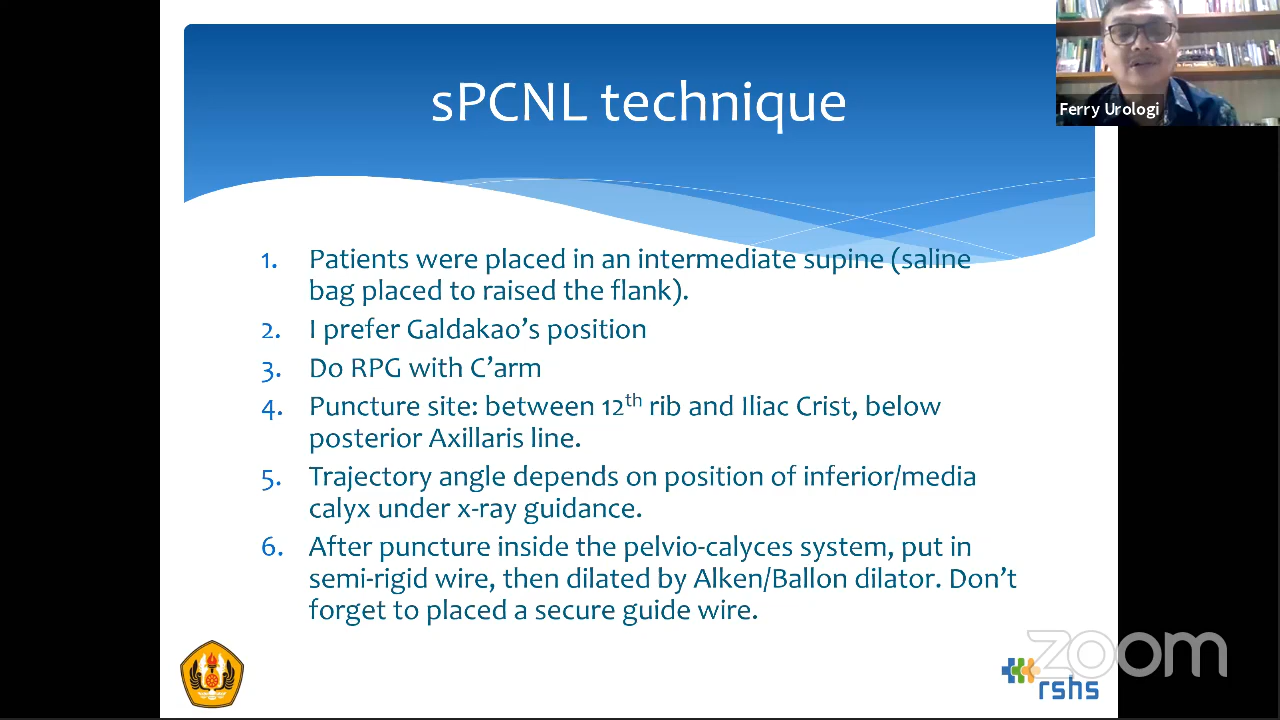 sPCNL technique
Ferry Urologi
1. Patients were placed in an intermediate supine (saline
bag placed to raised the flank).
2. I prefer Galdakao’s position
3. Do RPG with C’arm
4. Puncture site: between 12th rib and Iliac Crist, below
posterior Axillaris line.
5. Trajectory angle depends on position of inferior/media
calyx under x-ray guidance.
6. After puncture inside the pelvio-calyces system, put in
semi-rigid wire, then dilated by Alken/Ballon dilator. Don’t
forget to placed a secure guide wire.
zoom
rshs